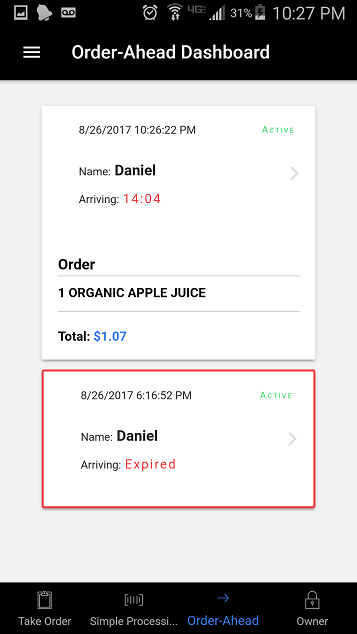 4G 31% 10:27 PM
Order-Ahead Dashboard
8/26/2017 10:26:22 PM ACTIVE
Name: Daniel
Arriving: 14:04
Order
1 ORGANIC APPLE JUICE
Total: $1.07
8/26/2017 6:16:52 PM ACTIVE
Name: Daniel
Arriving: Expired
Take Order Simple Processi... Order-Ahead Owner